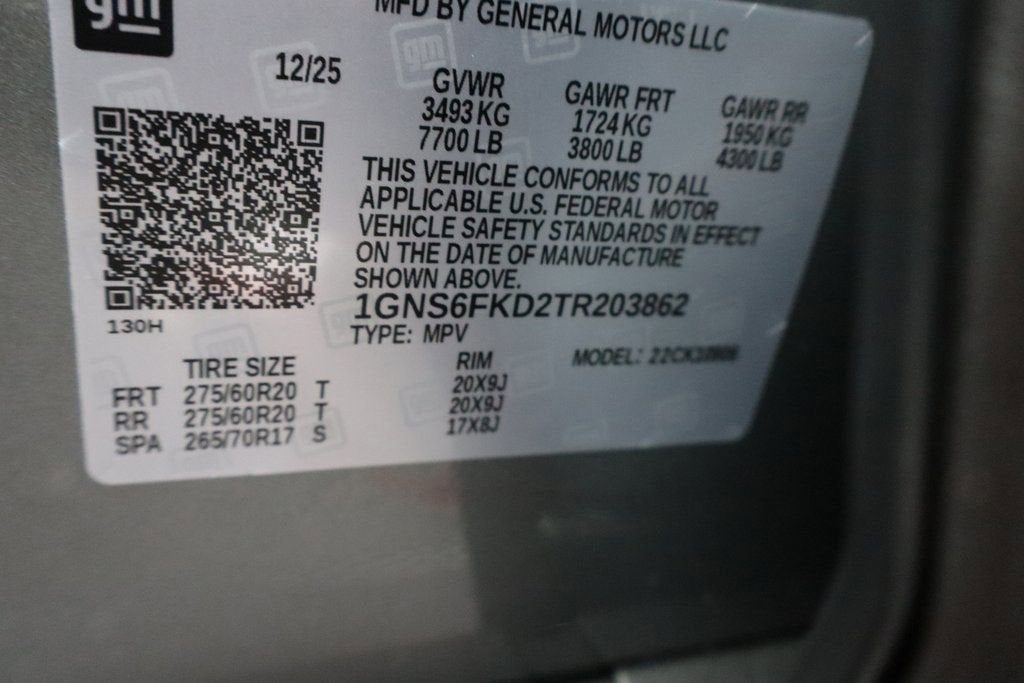 gm
MFD BY GENERAL MOTORS LLC
12/25
GVWR
3493 KG
7700 LB
GAWR FRT
1724 KG
3800 LB
GAWR RR
1950 KG
4300 LB
THIS VEHICLE CONFORMS TO ALL
APPLICABLE U.S. FEDERAL MOTOR
VEHICLE SAFETY STANDARDS IN EFFECT
ON THE DATE OF MANUFACTURE
SHOWN ABOVE.
1GNS6FKD2TR203862
130H
TYPE: MPV
MODEL:
TIRE SIZE RIM
FRT 275/60R20 T 20X9J
RR 275/60R20 T 20X9J
SPA 265/70R17 S 17X8J